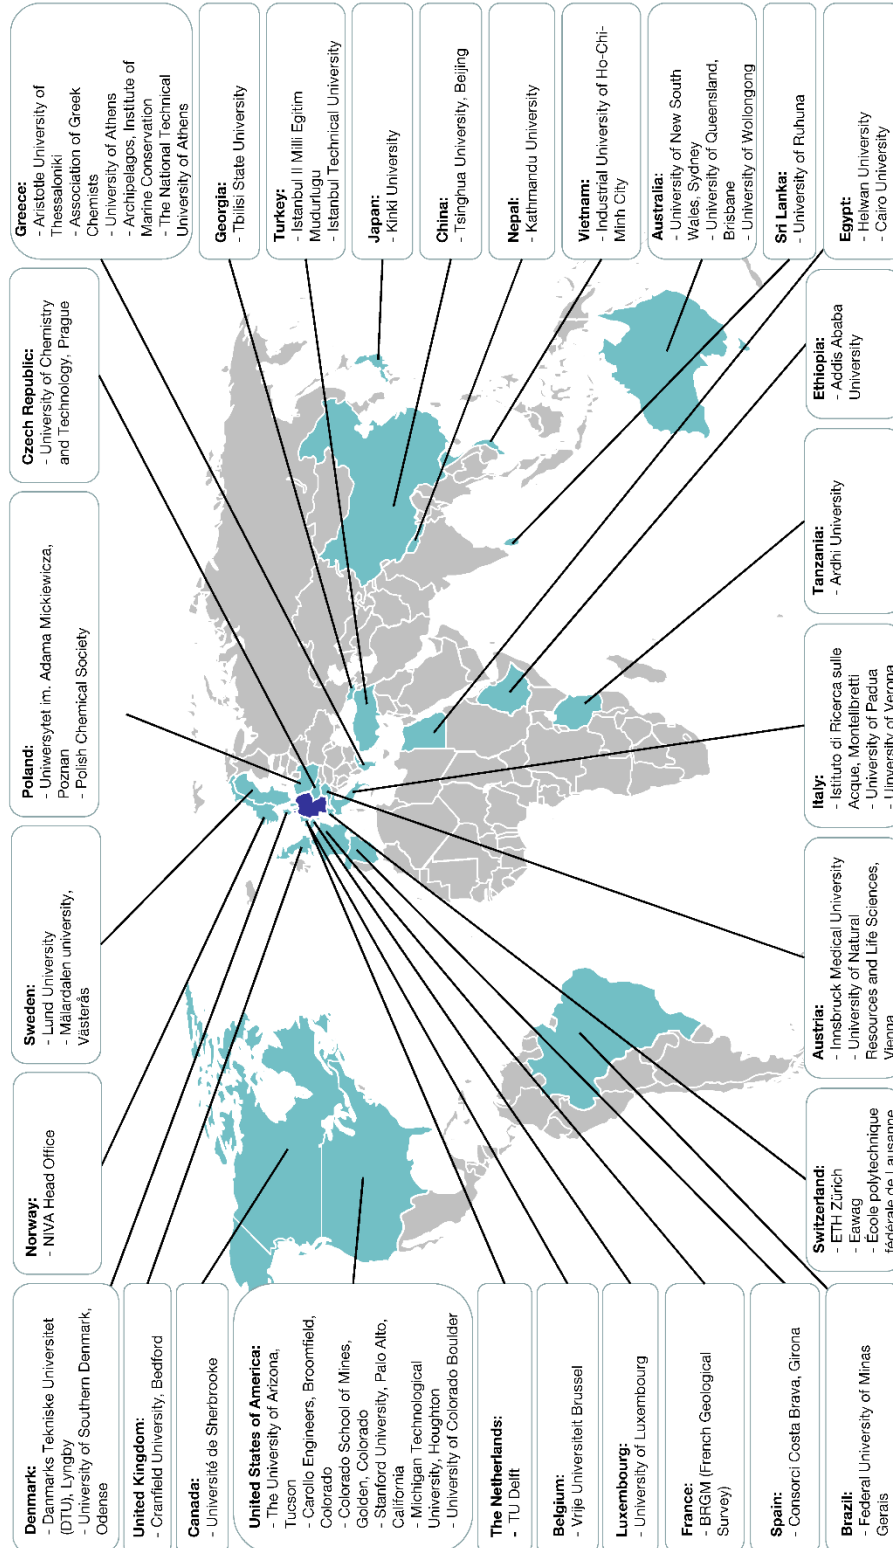 Denmark:
- Danmarks Tekniske Universitet
(DTU), Lyngby
- University of Southern Denmark,
Odense
United Kingdom:
- Cranfield University, Bedford
Canada:
- Université de Sherbrooke
United States of America:
- The University of Arizona,
Tucson
- Carollo Engineers, Broomfield,
Colorado
- Colorado School of Mines,
Golden, Colorado
- Stanford University, Palo Alto,
California
- Michigan Technological
University, Houghton
- University of Colorado Boulder
The Netherlands:
- TU Delft
Belgium:
- Vrije Universiteit Brussel
Luxembourg:
- University of Luxembourg
France:
- BRGM (French Geological
Survey)
Spain:
- Consorci Costa Brava, Girona
Brazil:
- Federal University of Minas
Gerais
Norway:
- NIVA Head Office
Sweden:
- Lund University
- Mälardalen university,
Västerås
Poland:
- Uniwersytet im. Adama Mickiewicza,
Poznan
- Polish Chemical Society
Czech Republic:
- University of Chemistry
and Technology, Prague
Greece:
- Aristotle University of
Thessaloniki
- Association of Greek
Chemists
- University of Athens
- Archipelagos, Institute of
Marine Conservation
- The National Technical
University of Athens
Georgia:
- Tbilisi State University
Turkey:
- Istanbul II Milli Egitim
Mudurlugu
- Istanbul Technical University
Japan:
- Kinki University
China:
- Tsinghua University, Beijing
Nepal:
- Kathmandu University
Vietnam:
- Industrial University of Ho-Chi-
Minh City
Australia:
- University of New South
Wales, Sydney
- University of Queensland,
Brisbane
- University of Wollongong
Sri Lanka:
- University of Ruhuna
Egypt:
- Helwan University
- Cairo University
Switzerland:
- ETH Zürich
- Eawag
- École polytechnique
fédérale de Lausanne
Austria:
- Innsbruck Medical University
- University of Natural
Resources and Life Sciences,
Vienna
Italy:
- Istituto di Ricerca sulle
Acque, Montelibretti
- University of Padua
- Uinversity of Verona
Tanzania:
- Ardhi University
Ethiopia:
- Addis Ababa
University